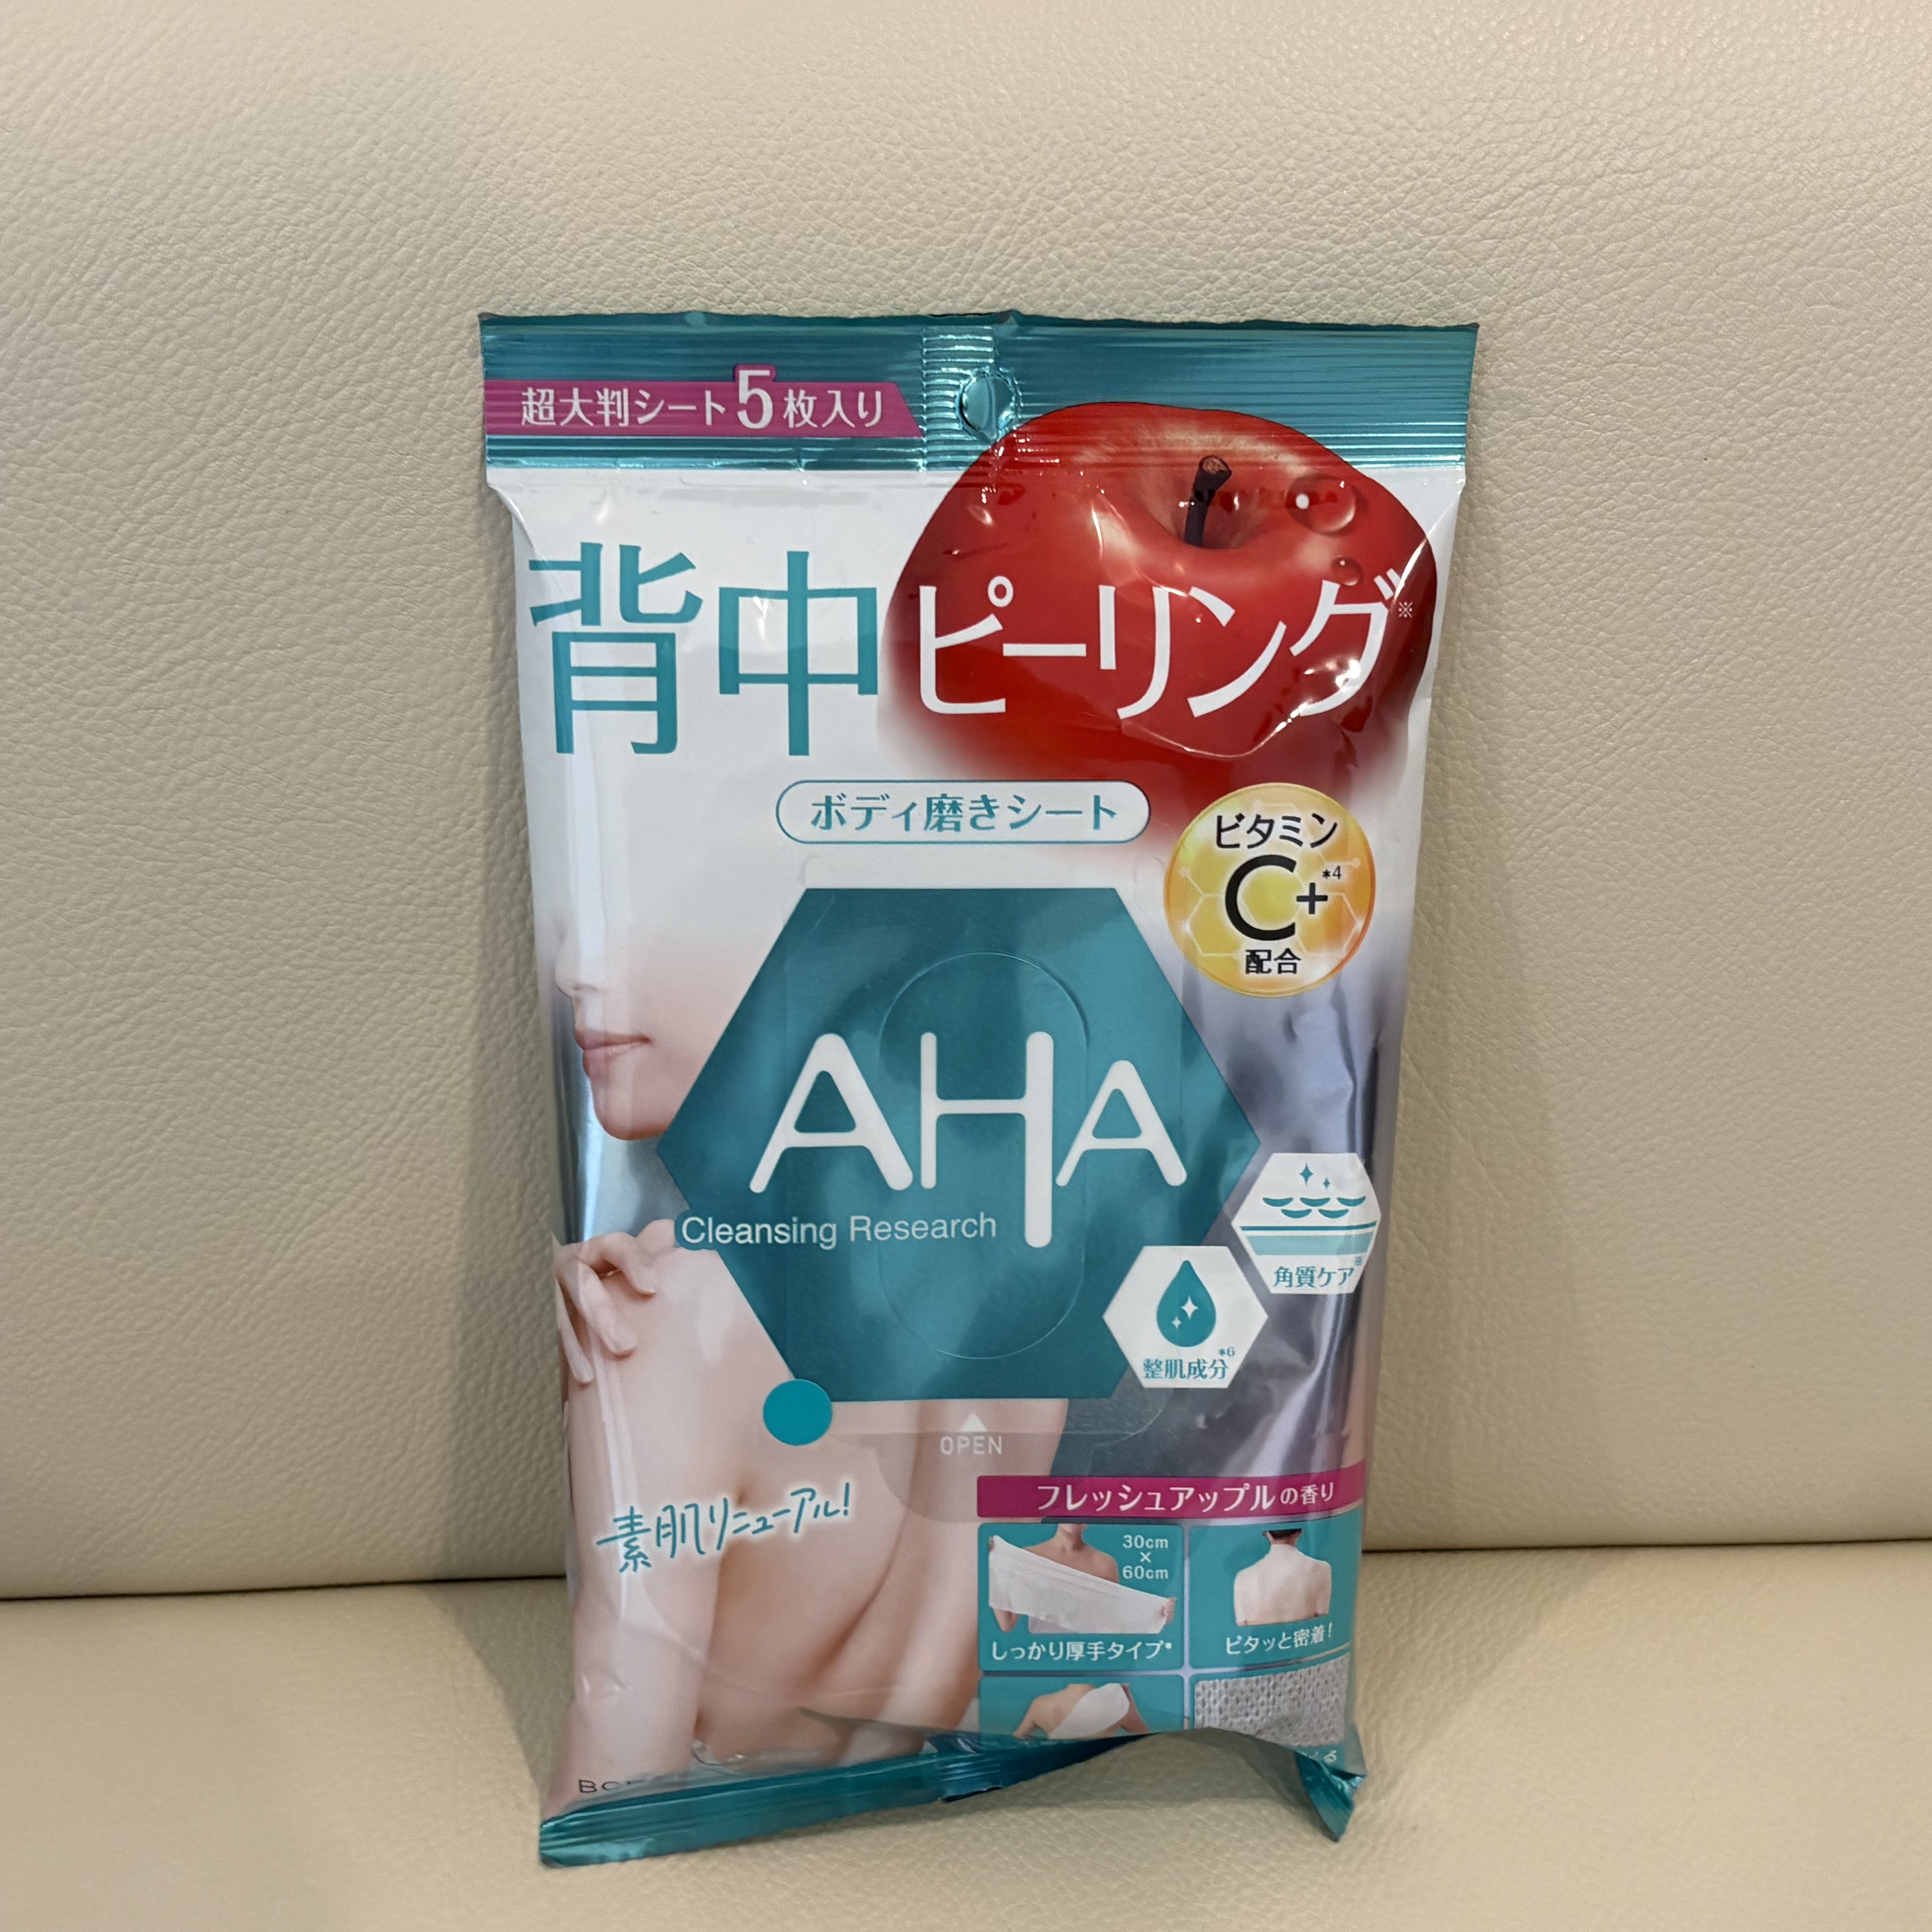 超大判シート5枚入り
背中ピーリング※
ボディ磨きシート
ビタミン
C+*4
配合
AHA
Cleansing Research
角質ケア
整肌成分*6
OPEN
素肌リニューアル!
フレッシュアップルの香り
30cm
×
60cm
しっかり厚手タイプ
ピタッと密着!